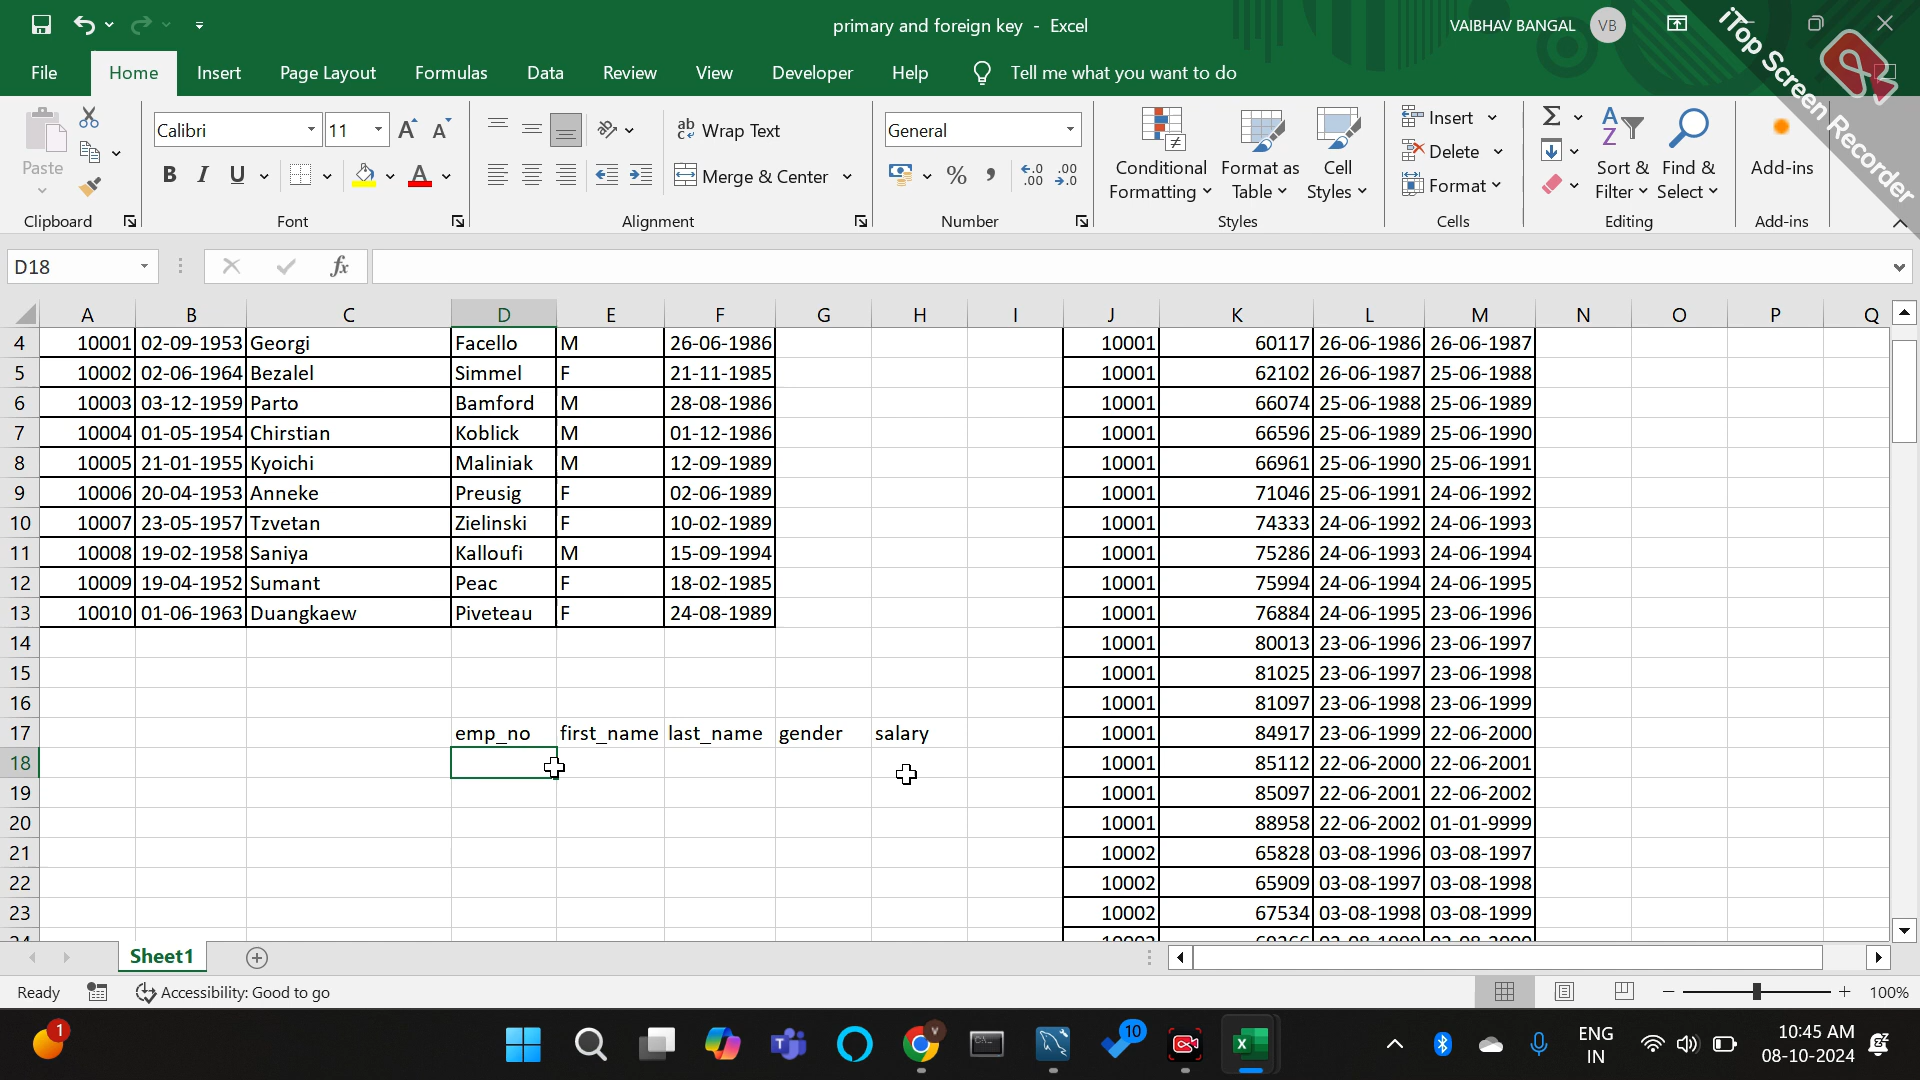 primary and foreign key - Excel
VAIBHAV BANGAL VB
iTop Screen Recorder
File Home Insert Page Layout Formulas Data Review View Developer Help Tell me what you want to do
Paste
Clipboard
Calibri 11
B I U A
Font
ab Wrap Text
Merge & Center
Alignment
General
% ,
Number
Conditional Formatting
Format as Table
Cell Styles
Styles
Insert
Delete
Format
Cells
Sort & Filter
Find & Select
Editing
Add-ins
Add-ins
D18 fx
A B C D E F G H I J K L M N O P Q
4 10001 02-09-1953 Georgi Facello M 26-06-1986 10001 60117 26-06-1986 26-06-1987
5 10002 02-06-1964 Bezalel Simmel F 21-11-1985 10001 62102 26-06-1987 25-06-1988
6 10003 03-12-1959 Parto Bamford M 28-08-1986 10001 66074 25-06-1988 25-06-1989
7 10004 01-05-1954 Chirstian Koblick M 01-12-1986 10001 66596 25-06-1989 25-06-1990
8 10005 21-01-1955 Kyoichi Maliniak M 12-09-1989 10001 66961 25-06-1990 25-06-1991
9 10006 20-04-1953 Anneke Preusig F 02-06-1989 10001 71046 25-06-1991 24-06-1992
10 10007 23-05-1957 Tzvetan Zielinski F 10-02-1989 10001 74333 24-06-1992 24-06-1993
11 10008 19-02-1958 Saniya Kalloufi M 15-09-1994 10001 75286 24-06-1993 24-06-1994
12 10009 19-04-1952 Sumant Peac F 18-02-1985 10001 75994 24-06-1994 24-06-1995
13 10010 01-06-1963 Duangkaew Piveteau F 24-08-1989 10001 76884 24-06-1995 23-06-1996
14 10001 80013 23-06-1996 23-06-1997
15 10001 81025 23-06-1997 23-06-1998
16 10001 81097 23-06-1998 23-06-1999
17 emp_no first_name last_name gender salary 10001 84917 23-06-1999 22-06-2000
18 10001 85112 22-06-2000 22-06-2001
19 10001 85097 22-06-2001 22-06-2002
20 10001 88958 22-06-2002 01-01-9999
21 10002 65828 03-08-1996 03-08-1997
22 10002 65909 03-08-1997 03-08-1998
23 10002 67534 03-08-1998 03-08-1999
Sheet1
Ready Accessibility: Good to go 100%
1 10 ENG IN 10:45 AM 08-10-2024